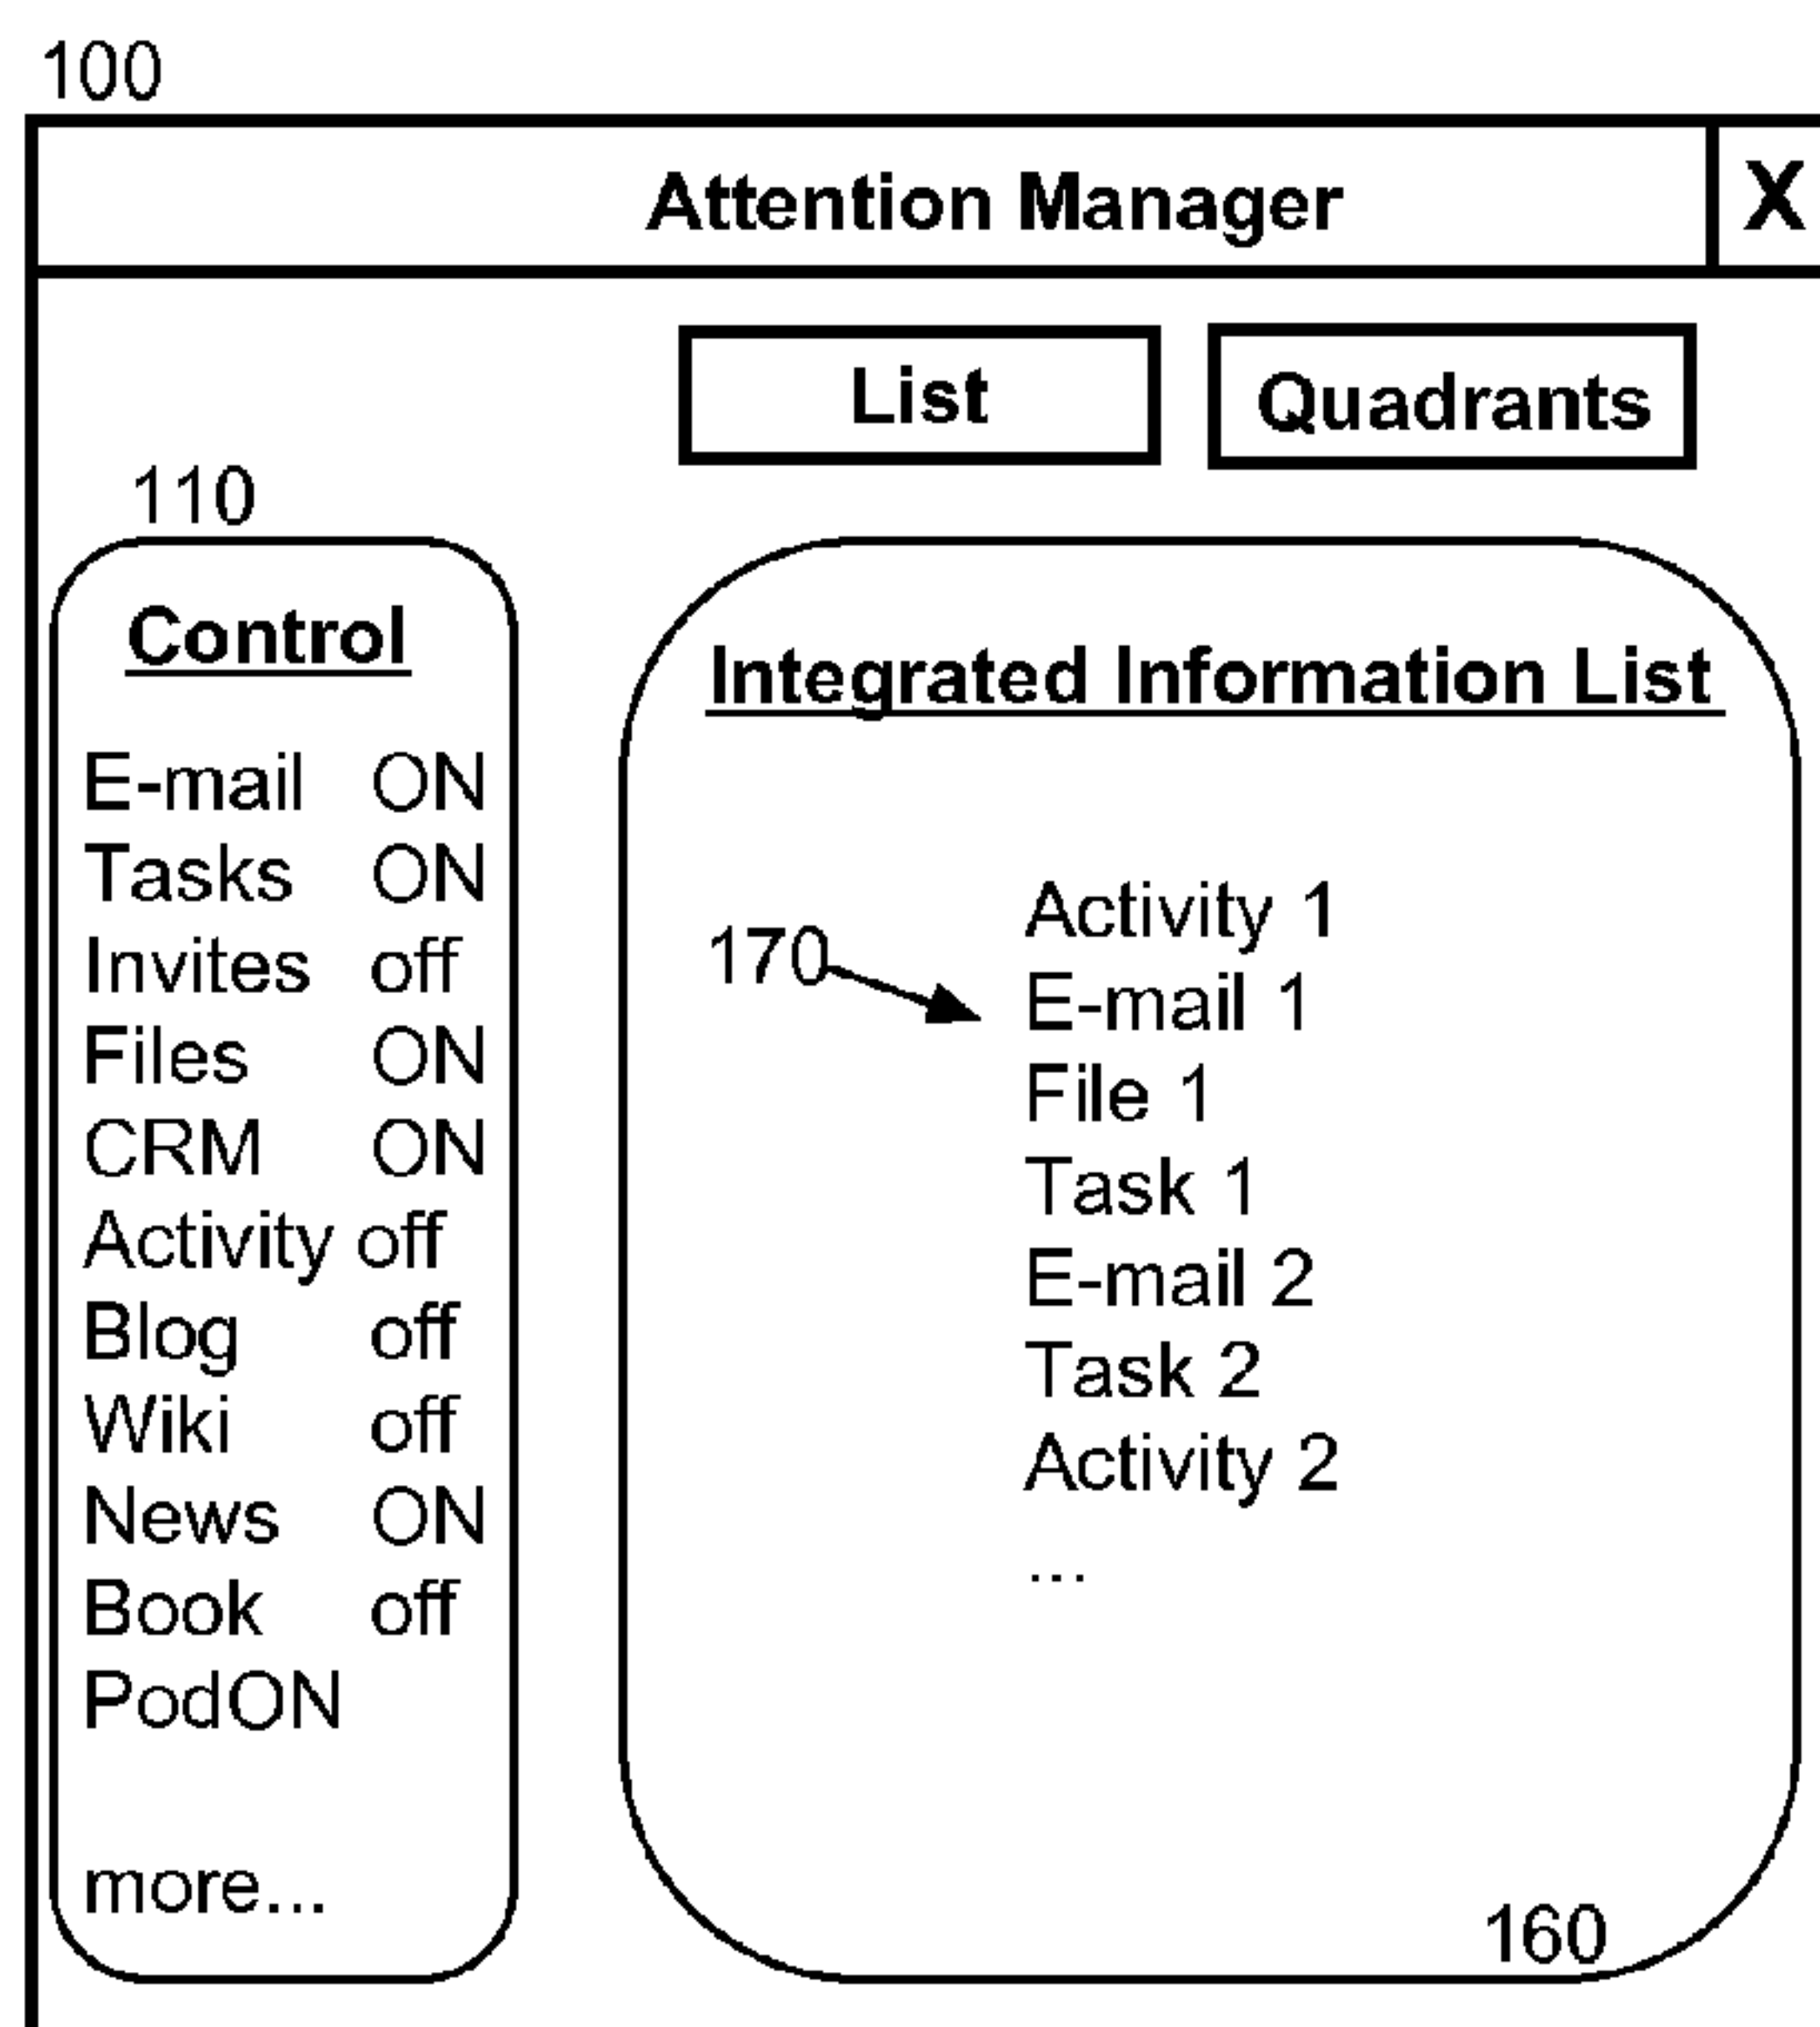 100
Attention Manager X
List Quadrants
110
Control
E-mail ON
Tasks ON
Invites off
Files ON
CRM ON
Activity off
Blog off
Wiki off
News ON
Book off
PodON
more...
Integrated Information List
Activity 1
170
E-mail 1
File 1
Task 1
E-mail 2
Task 2
Activity 2
...
160